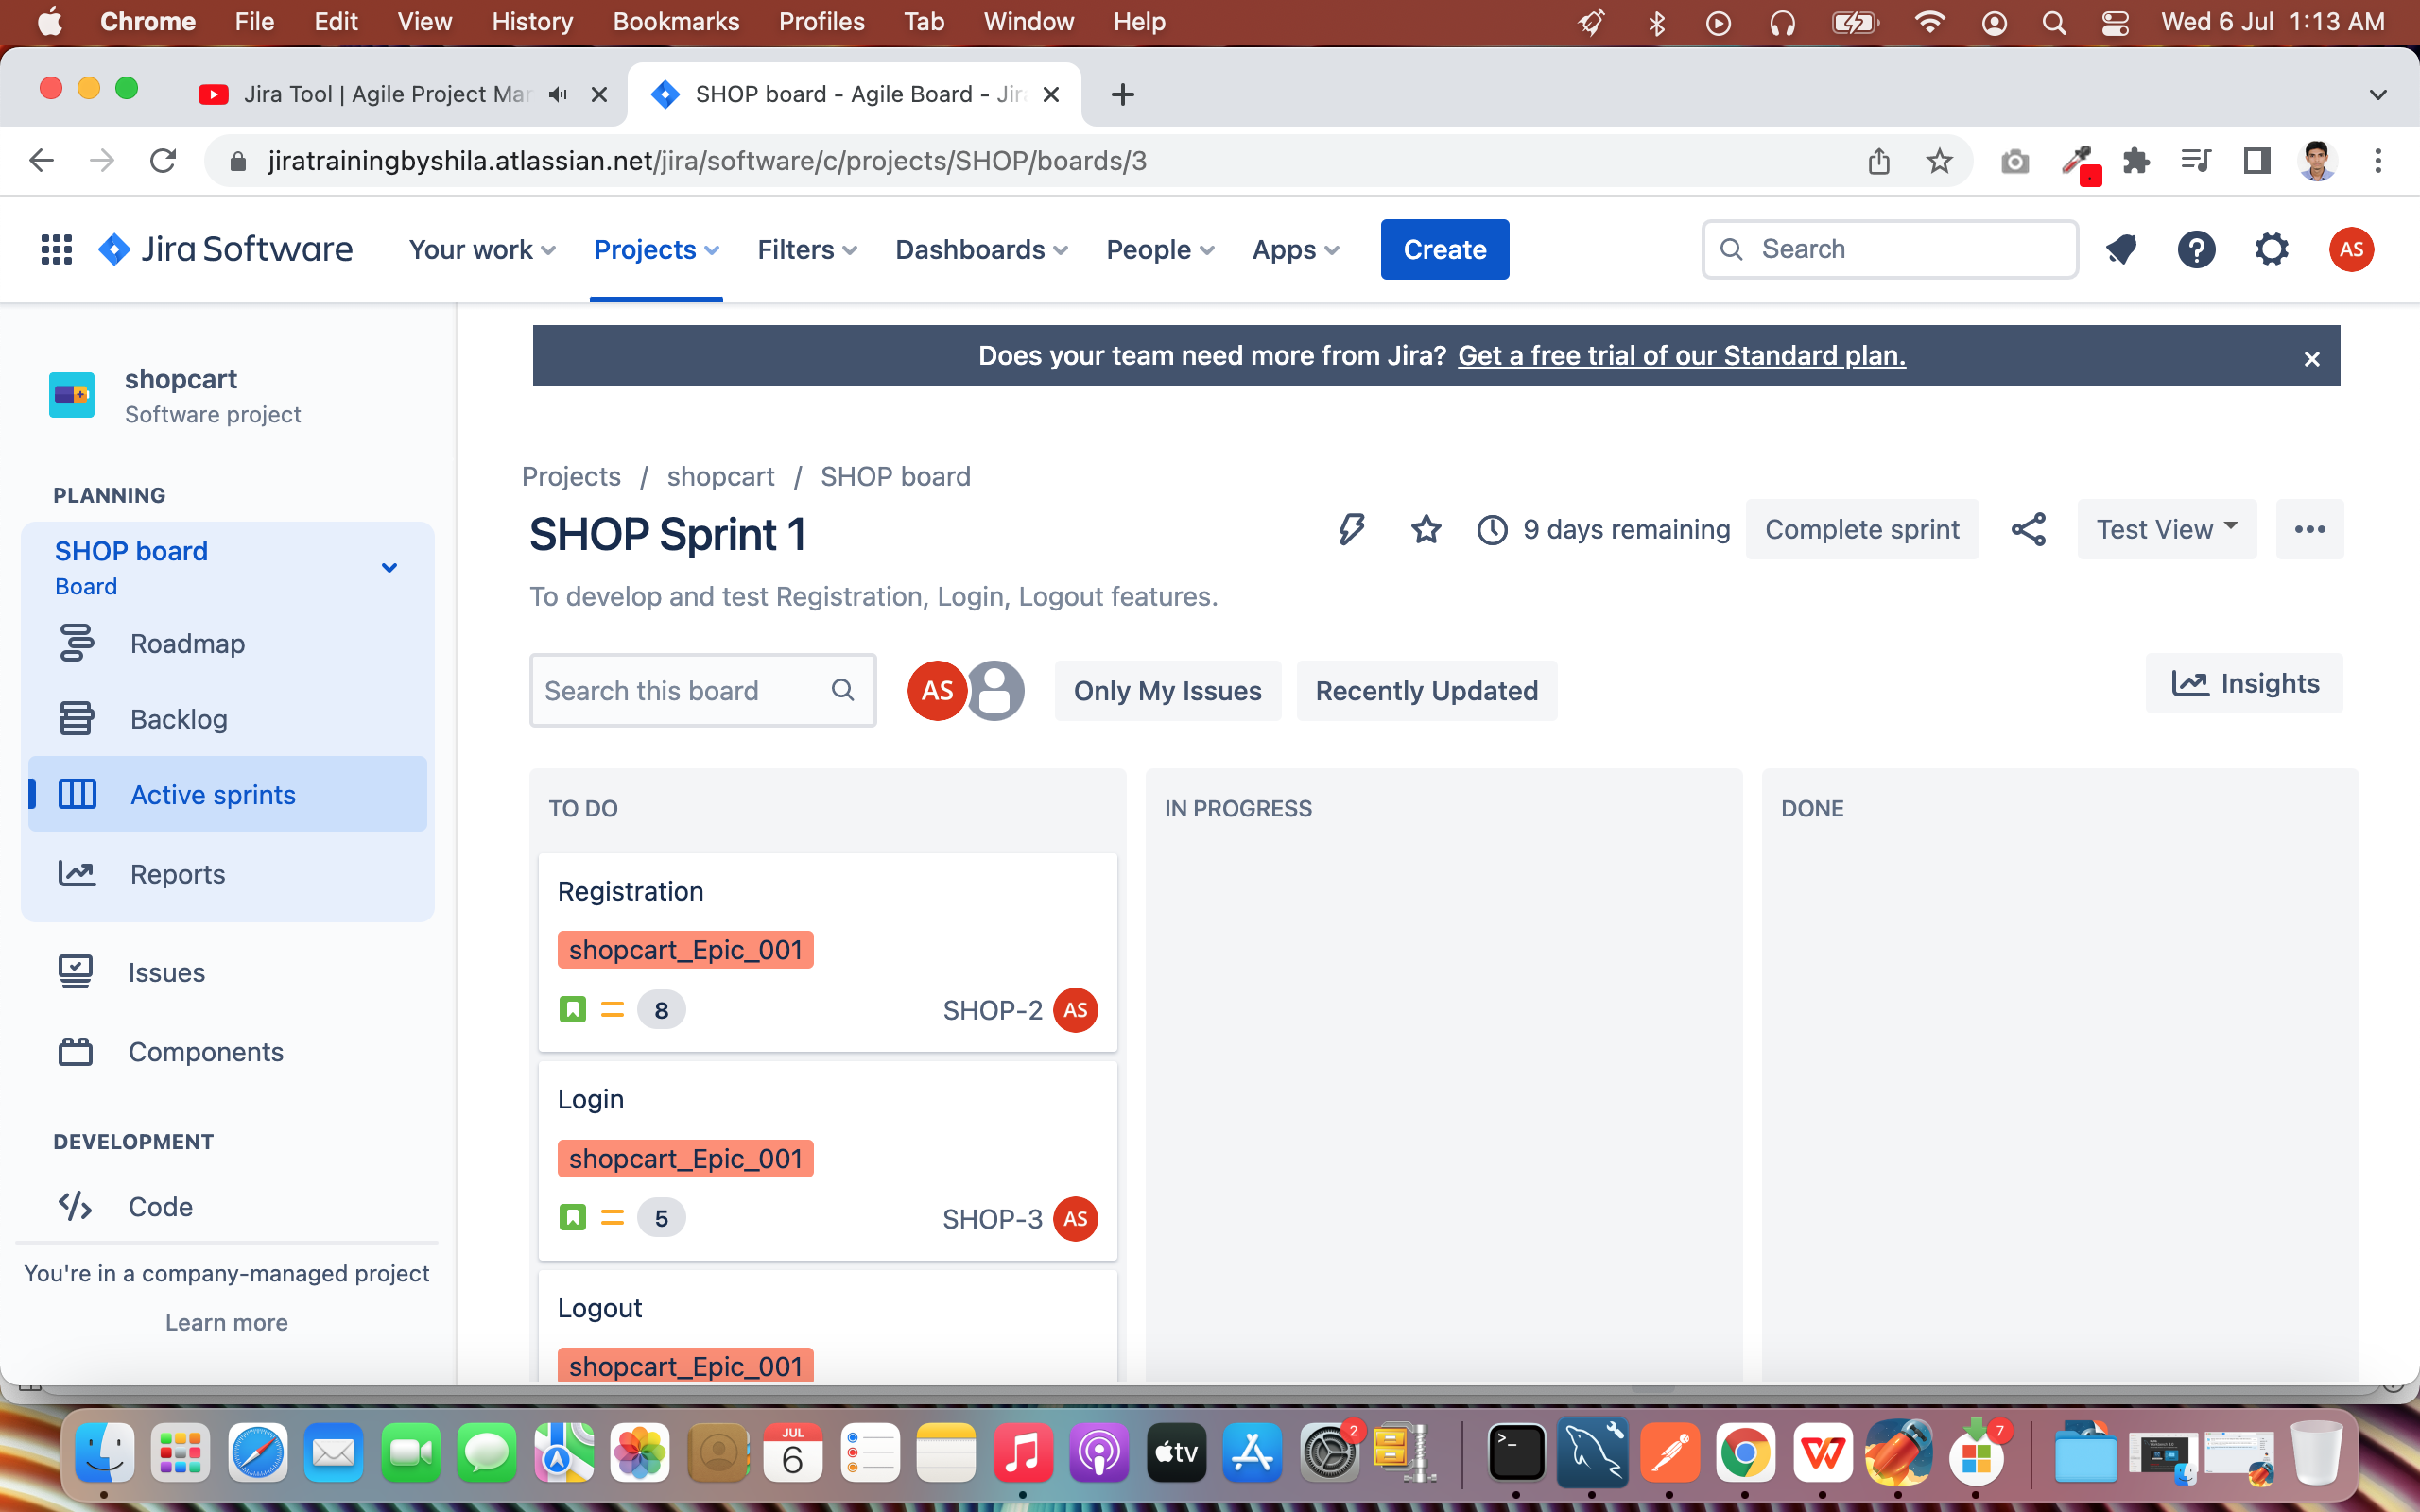 Chrome File Edit View History Bookmarks Profiles Tab Window Help Wed 6 Jul 1:13 AM
Jira Tool | Agile Project Mar SHOP board - Agile Board - Jir
jiratrainingbyshila.atlassian.net/jira/software/c/projects/SHOP/boards/3
Jira Software Your work Projects Filters Dashboards People Apps Create Search AS
Does your team need more from Jira? Get a free trial of our Standard plan.
shopcart
Software project
PLANNING
SHOP board
Board
Roadmap
Backlog
Active sprints
Reports
Issues
Components
DEVELOPMENT
Code
You're in a company-managed project
Learn more
Projects / shopcart / SHOP board
SHOP Sprint 1
9 days remaining Complete sprint Test View
To develop and test Registration, Login, Logout features.
Search this board AS Only My Issues Recently Updated Insights
TO DO
Registration
shopcart_Epic_001
8 SHOP-2 AS
Login
shopcart_Epic_001
5 SHOP-3 AS
Logout
shopcart_Epic_001
IN PROGRESS
DONE
JUL
6
tv
2
7